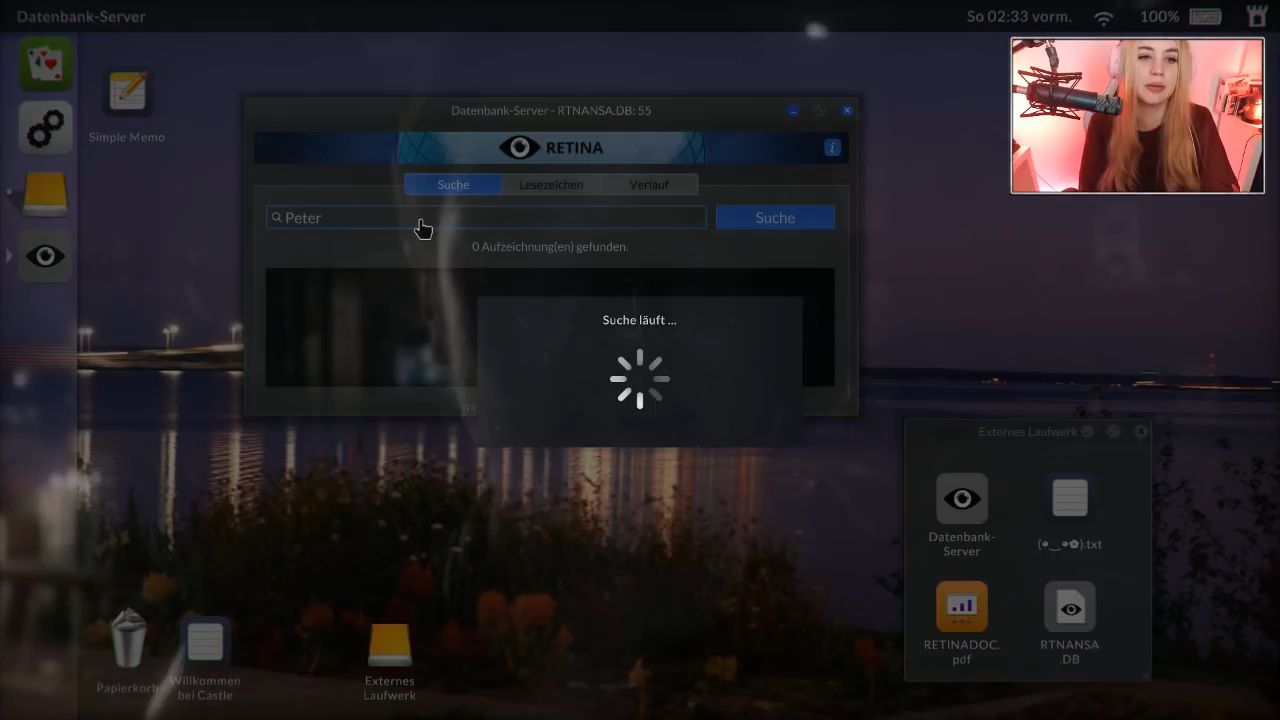 Datenbank-Server
So 02:33 vorm.
100%
Simple Memo
Datenbank-Server - RTNANSA.DB: 55
RETINA
Suche
Lesezeichen
Verlauf
Peter
Suche
0 Aufzeichnung(en) gefunden.
Suche läuft ...
Externes Laufwerk
Datenbank-
Server
(•‿•✿).txt
RETINADOC.
pdf
RTNANSA
.DB
Papierkorb
Willkommen
bei Castle
Externes
Laufwerk